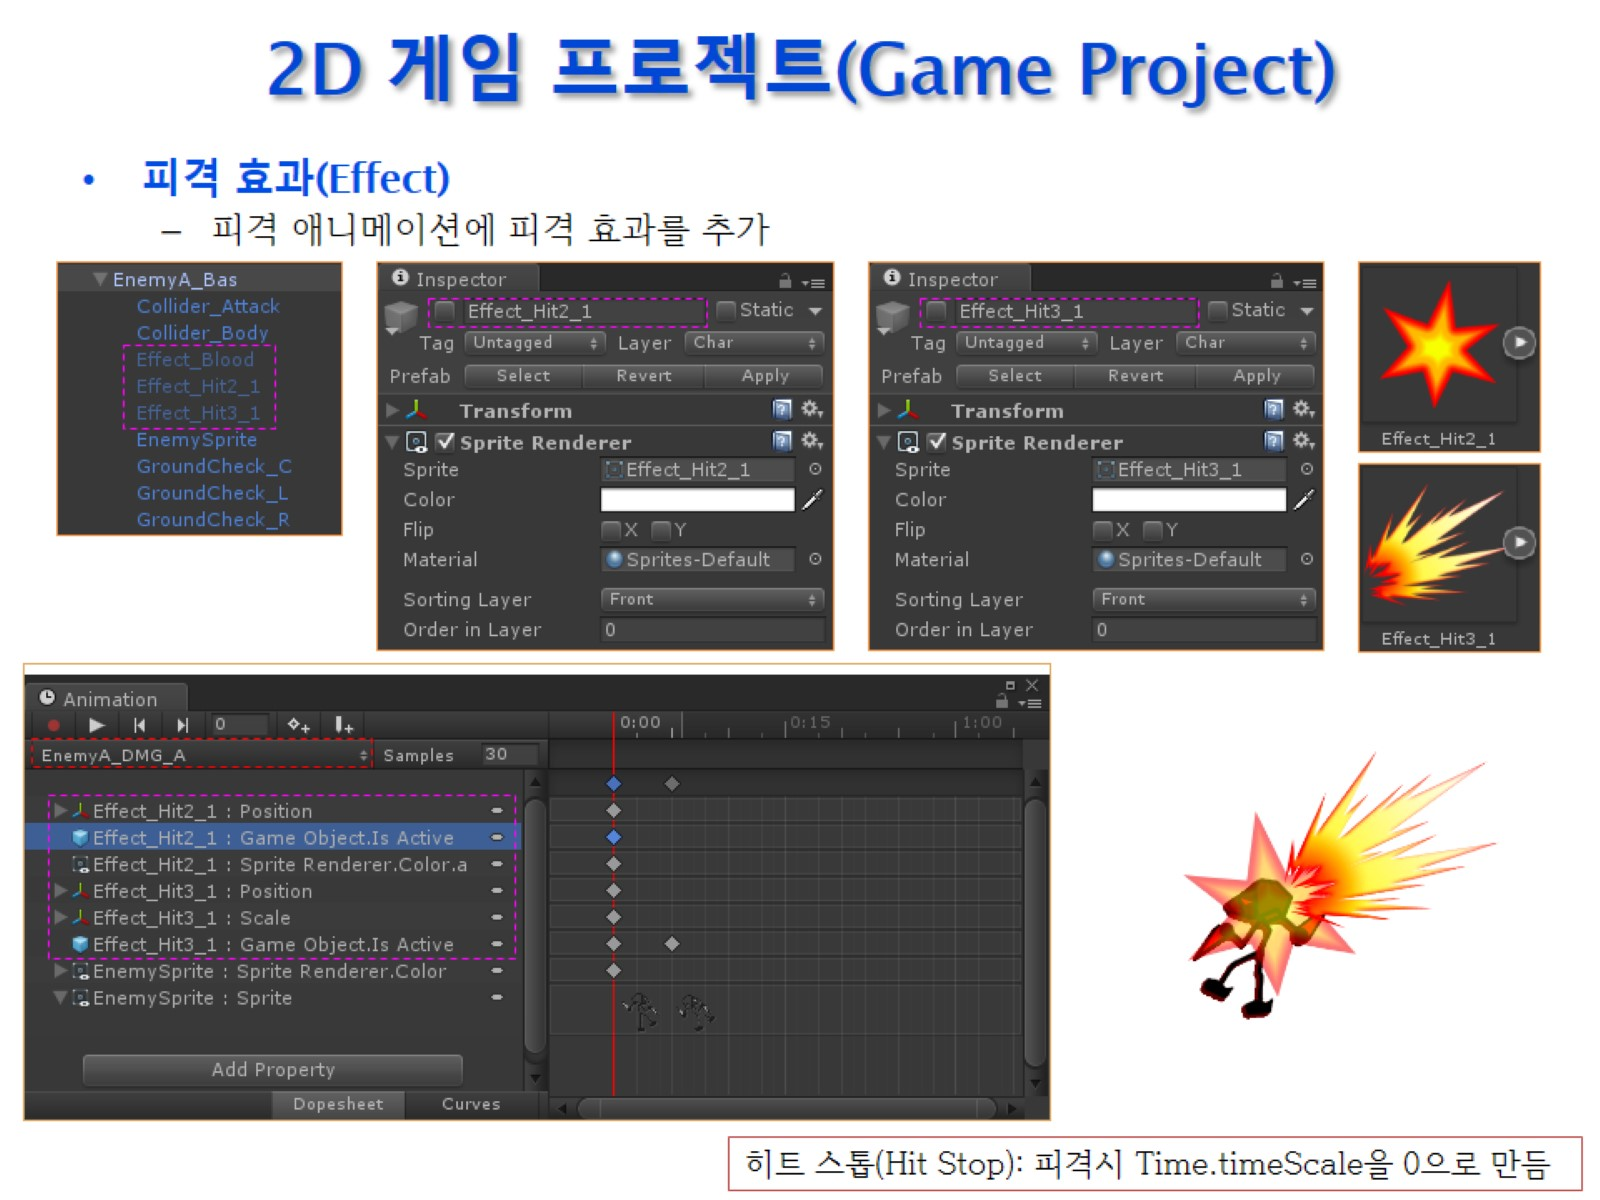 2D 게임 프로젝트(Game Project)
• 피격 효과(Effect)
– 피격 애니메이션에 피격 효과를 추가
EnemyA_Bas
Collider_Attack
Collider_Body
Effect_Blood
Effect_Hit2_1
Effect_Hit3_1
EnemySprite
GroundCheck_C
GroundCheck_L
GroundCheck_R
Inspector
Effect_Hit2_1 Static
Tag Untagged Layer Char
Prefab Select Revert Apply
Transform
Sprite Renderer
Sprite Effect_Hit2_1
Color
Flip X Y
Material Sprites-Default
Sorting Layer Front
Order in Layer 0
Inspector
Effect_Hit3_1 Static
Tag Untagged Layer Char
Prefab Select Revert Apply
Transform
Sprite Renderer
Sprite Effect_Hit3_1
Color
Flip X Y
Material Sprites-Default
Sorting Layer Front
Order in Layer 0
Effect_Hit2_1
Effect_Hit3_1
Animation
0 0:00 0:15 1:00
EnemyA_DMG_A Samples 30
Effect_Hit2_1 : Position
Effect_Hit2_1 : Game Object.Is Active
Effect_Hit2_1 : Sprite Renderer.Color.a
Effect_Hit3_1 : Position
Effect_Hit3_1 : Scale
Effect_Hit3_1 : Game Object.Is Active
EnemySprite : Sprite Renderer.Color
EnemySprite : Sprite
Add Property
Dopesheet Curves
히트 스톱(Hit Stop): 피격시 Time.timeScale을 0으로 만듬